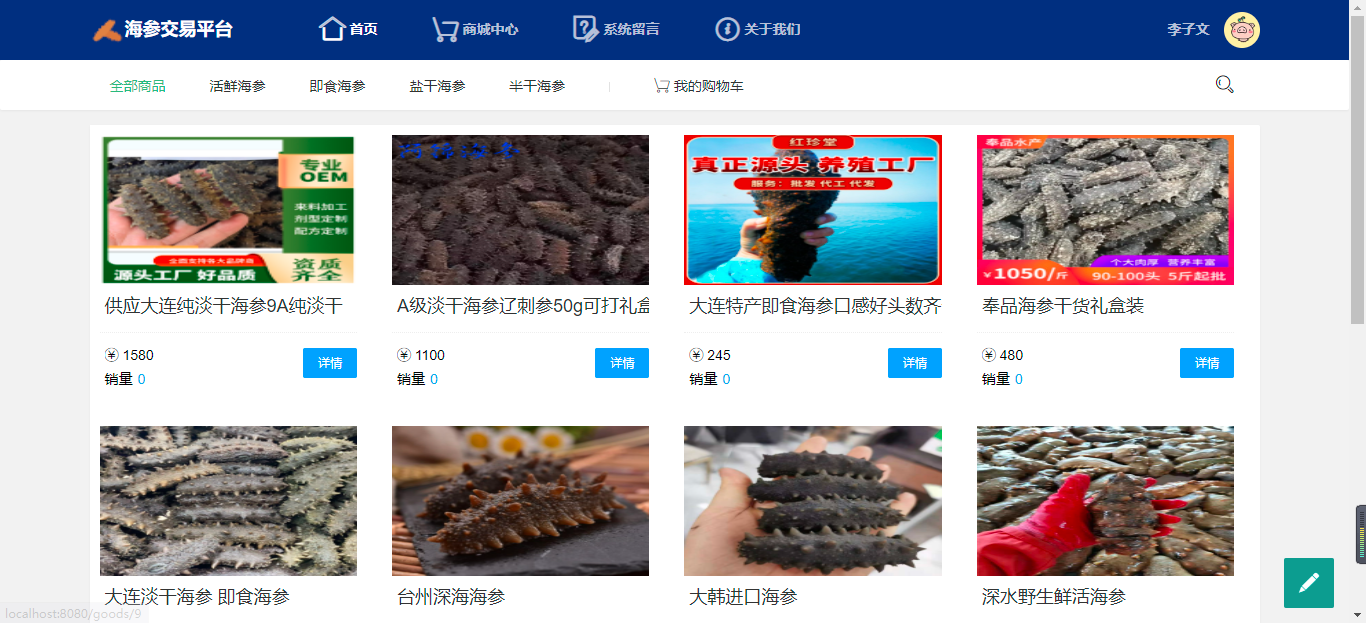 海参交易平台
首页
商城中心
系统留言
关于我们
李子文
全部商品
活鲜海参
即食海参
盐干海参
半干海参
我的购物车
专业
OEM
来料加工
剂型定制
配方定制
全面支持各大品牌商
源头工厂 好品质
资质
齐全
红珍堂
真正源头 养殖工厂
服务：批发 代工 代发
奉品水产
个大肉厚 营养丰富
¥1050/斤
90-100头 5斤起批
供应大连纯淡干海参9A纯淡干
A级淡干海参辽刺参50g可打礼盒
大连特产即食海参口感好头数齐
奉品海参干货礼盒装
1580
销量 0
详情
1100
销量 0
详情
245
销量 0
详情
480
销量 0
详情
大连淡干海参 即食海参
台州深海海参
大韩进口海参
深水野生鲜活海参
localhost:8080/goods/9